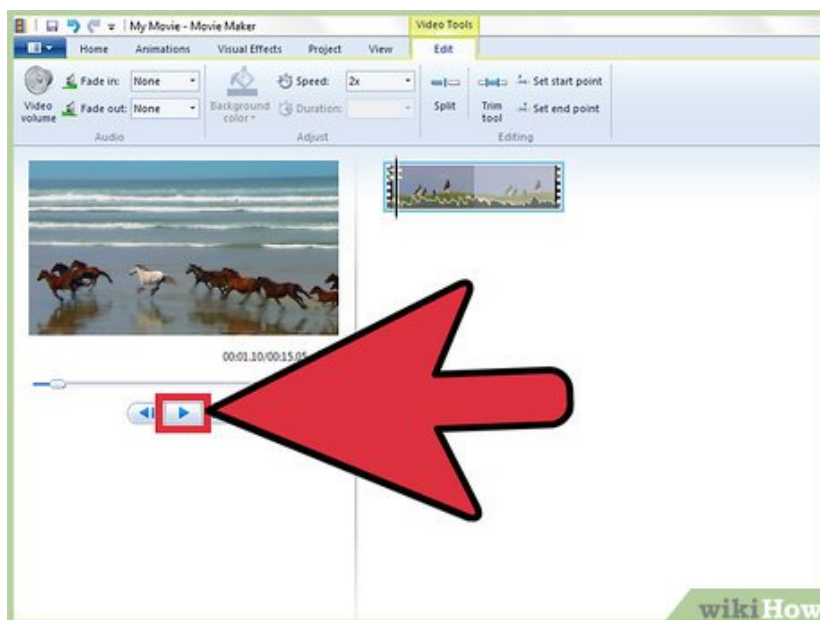 My Movie - Movie Maker
Video Tools
Home Animations Visual Effects Project View Edit
Fade in: None
Fade out: None
Video volume
Audio
Background color
Speed: 2x
Duration:
Adjust
Split
Trim tool
Set start point
Set end point
Editing
00:01.10/00:15.05
wikiHow